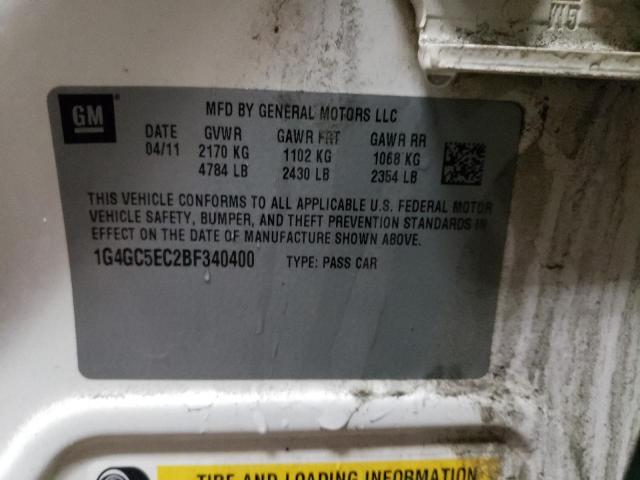 GM
MFD BY GENERAL MOTORS LLC
DATE GVWR GAWR FRT GAWR RR
04/11 2170 KG 1102 KG 1068 KG
4784 LB 2430 LB 2354 LB
THIS VEHICLE CONFORMS TO ALL APPLICABLE U.S. FEDERAL MOTOR
VEHICLE SAFETY, BUMPER, AND THEFT PREVENTION STANDARDS IN
EFFECT ON THE DATE OF MANUFACTURE SHOWN ABOVE.
1G4GC5EC2BF340400 TYPE: PASS CAR
TIRE AND LOADING INFORMATION